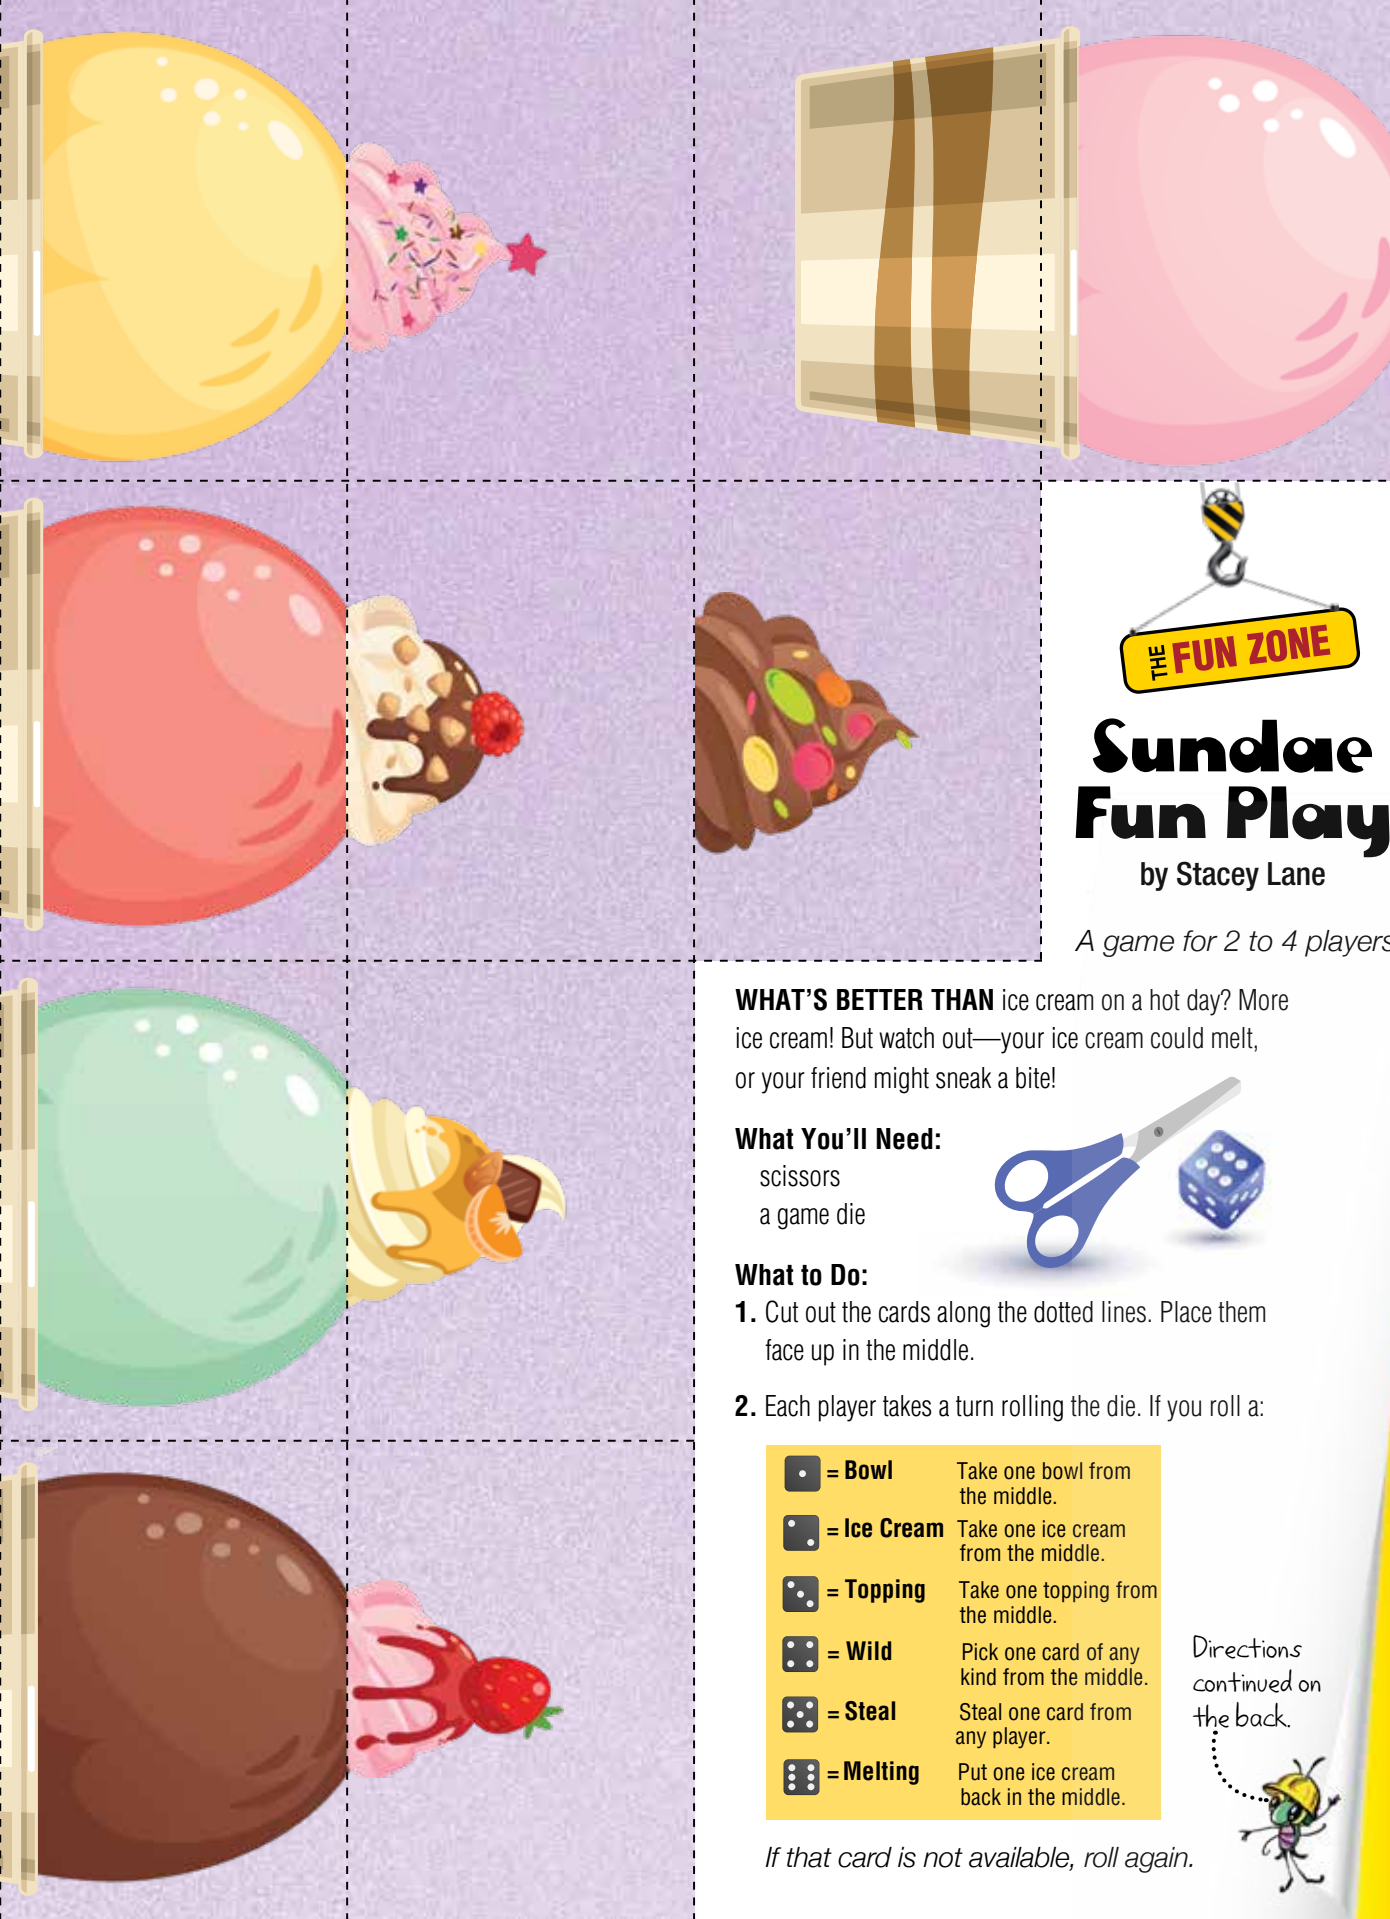 THE FUN ZONE
Sundae
Fun Play
by Stacey Lane
A game for 2 to 4 players
WHAT'S BETTER THAN ice cream on a hot day? More
ice cream! But watch out—your ice cream could melt,
or your friend might sneak a bite!
What You'll Need:
scissors
a game die
What to Do:
1. Cut out the cards along the dotted lines. Place them
face up in the middle.
2. Each player takes a turn rolling the die. If you roll a:
= Bowl Take one bowl from
the middle.
= Ice Cream Take one ice cream
from the middle.
= Topping Take one topping from
the middle.
= Wild Pick one card of any
kind from the middle.
= Steal Steal one card from
any player.
= Melting Put one ice cream
back in the middle.
If that card is not available, roll again.
Directions
continued on
the back.